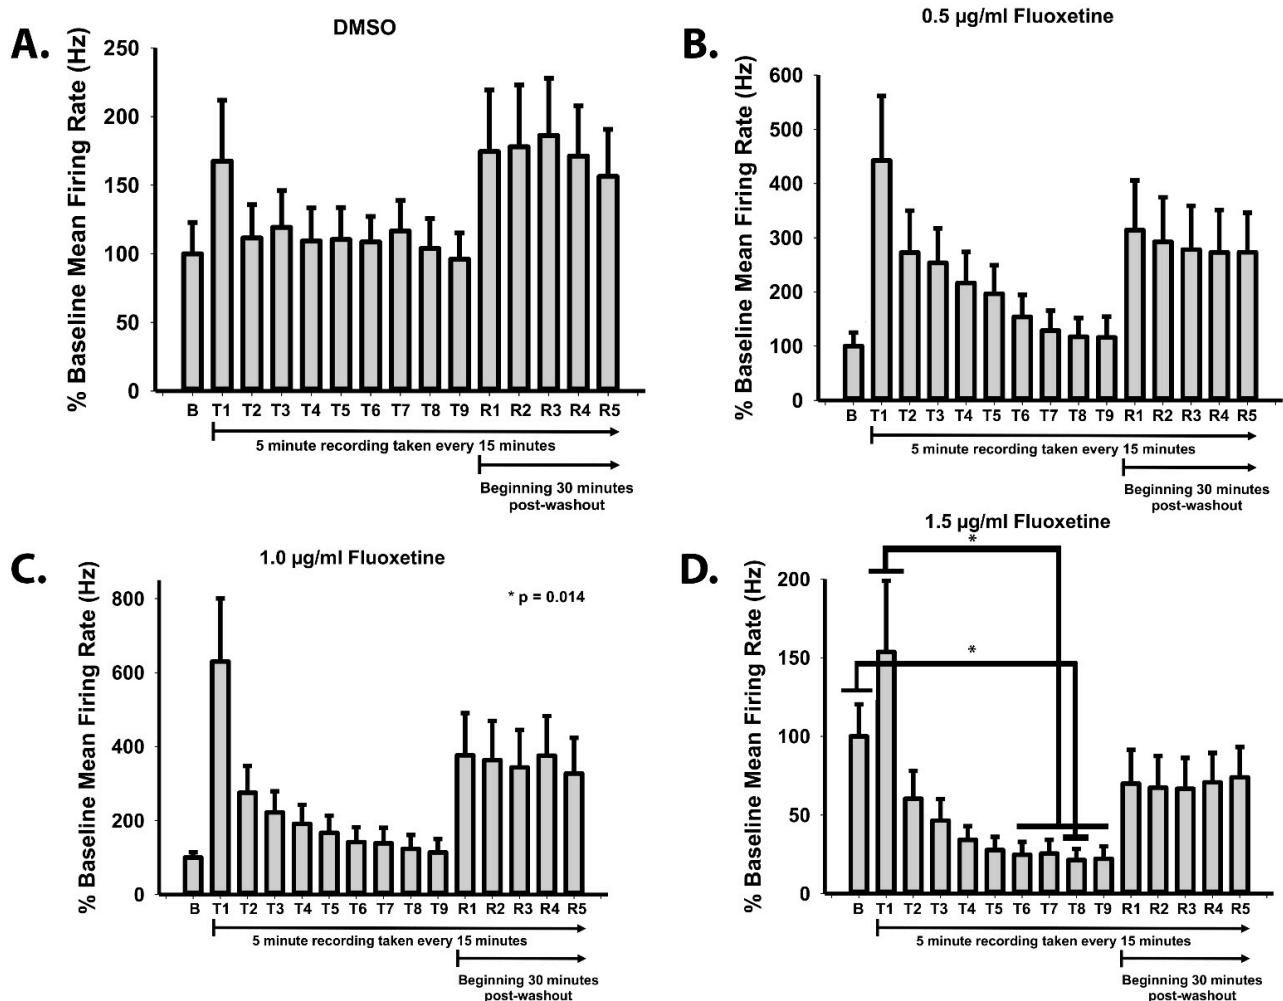 A.
DMSO
% Baseline Mean Firing Rate (Hz)
250
200
150
100
50
0
B T1 T2 T3 T4 T5 T6 T7 T8 T9 R1 R2 R3 R4 R5
5 minute recording taken every 15 minutes
Beginning 30 minutes
post-washout
B.
0.5 µg/ml Fluoxetine
% Baseline Mean Firing Rate (Hz)
600
500
400
300
200
100
0
B T1 T2 T3 T4 T5 T6 T7 T8 T9 R1 R2 R3 R4 R5
5 minute recording taken every 15 minutes
Beginning 30 minutes
post-washout
C.
1.0 µg/ml Fluoxetine
* p = 0.014
% Baseline Mean Firing Rate (Hz)
800
600
400
200
0
B T1 T2 T3 T4 T5 T6 T7 T8 T9 R1 R2 R3 R4 R5
5 minute recording taken every 15 minutes
Beginning 30 minutes
post-washout
D.
1.5 µg/ml Fluoxetine
*
*
% Baseline Mean Firing Rate (Hz)
200
150
100
50
0
B T1 T2 T3 T4 T5 T6 T7 T8 T9 R1 R2 R3 R4 R5
5 minute recording taken every 15 minutes
Beginning 30 minutes
post-washout